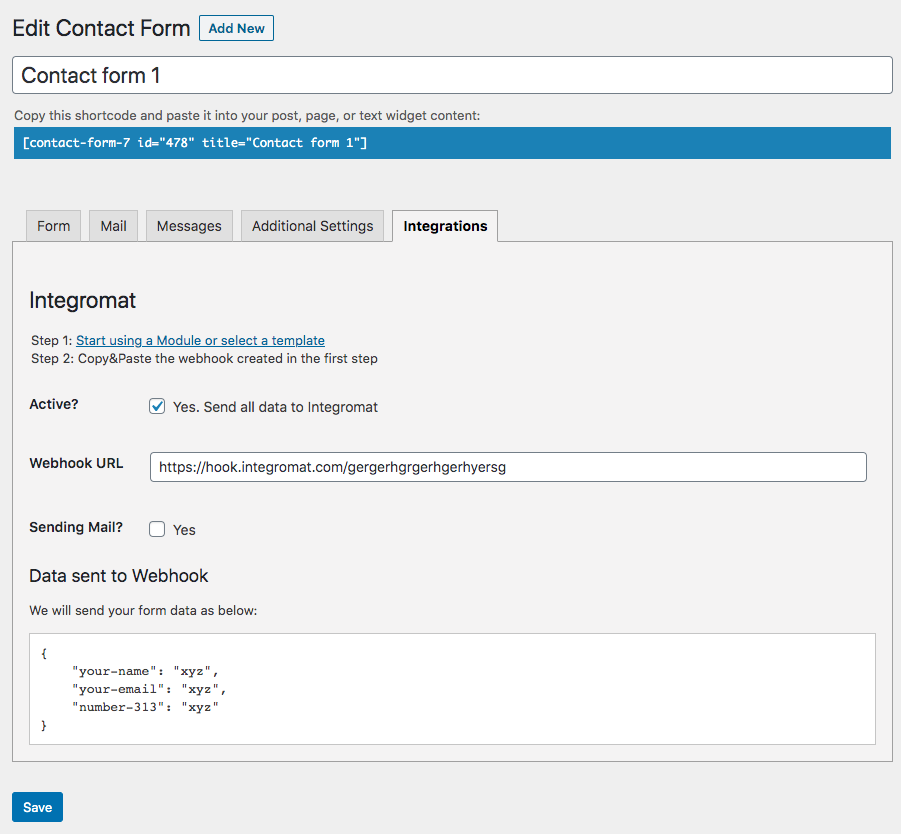 Edit Contact Form Add New
Contact form 1
Copy this shortcode and paste it into your post, page, or text widget content:
[contact-form-7 id="478" title="Contact form 1"]
Form Mail Messages Additional Settings Integrations
Integromat
Step 1: Start using a Module or select a template
Step 2: Copy&Paste the webhook created in the first step
Active? Yes. Send all data to Integromat
Webhook URL https://hook.integromat.com/gergerhgrgerhgerhyersg
Sending Mail? Yes
Data sent to Webhook
We will send your form data as below:
{
"your-name": "xyz",
"your-email": "xyz",
"number-313": "xyz"
}
Save